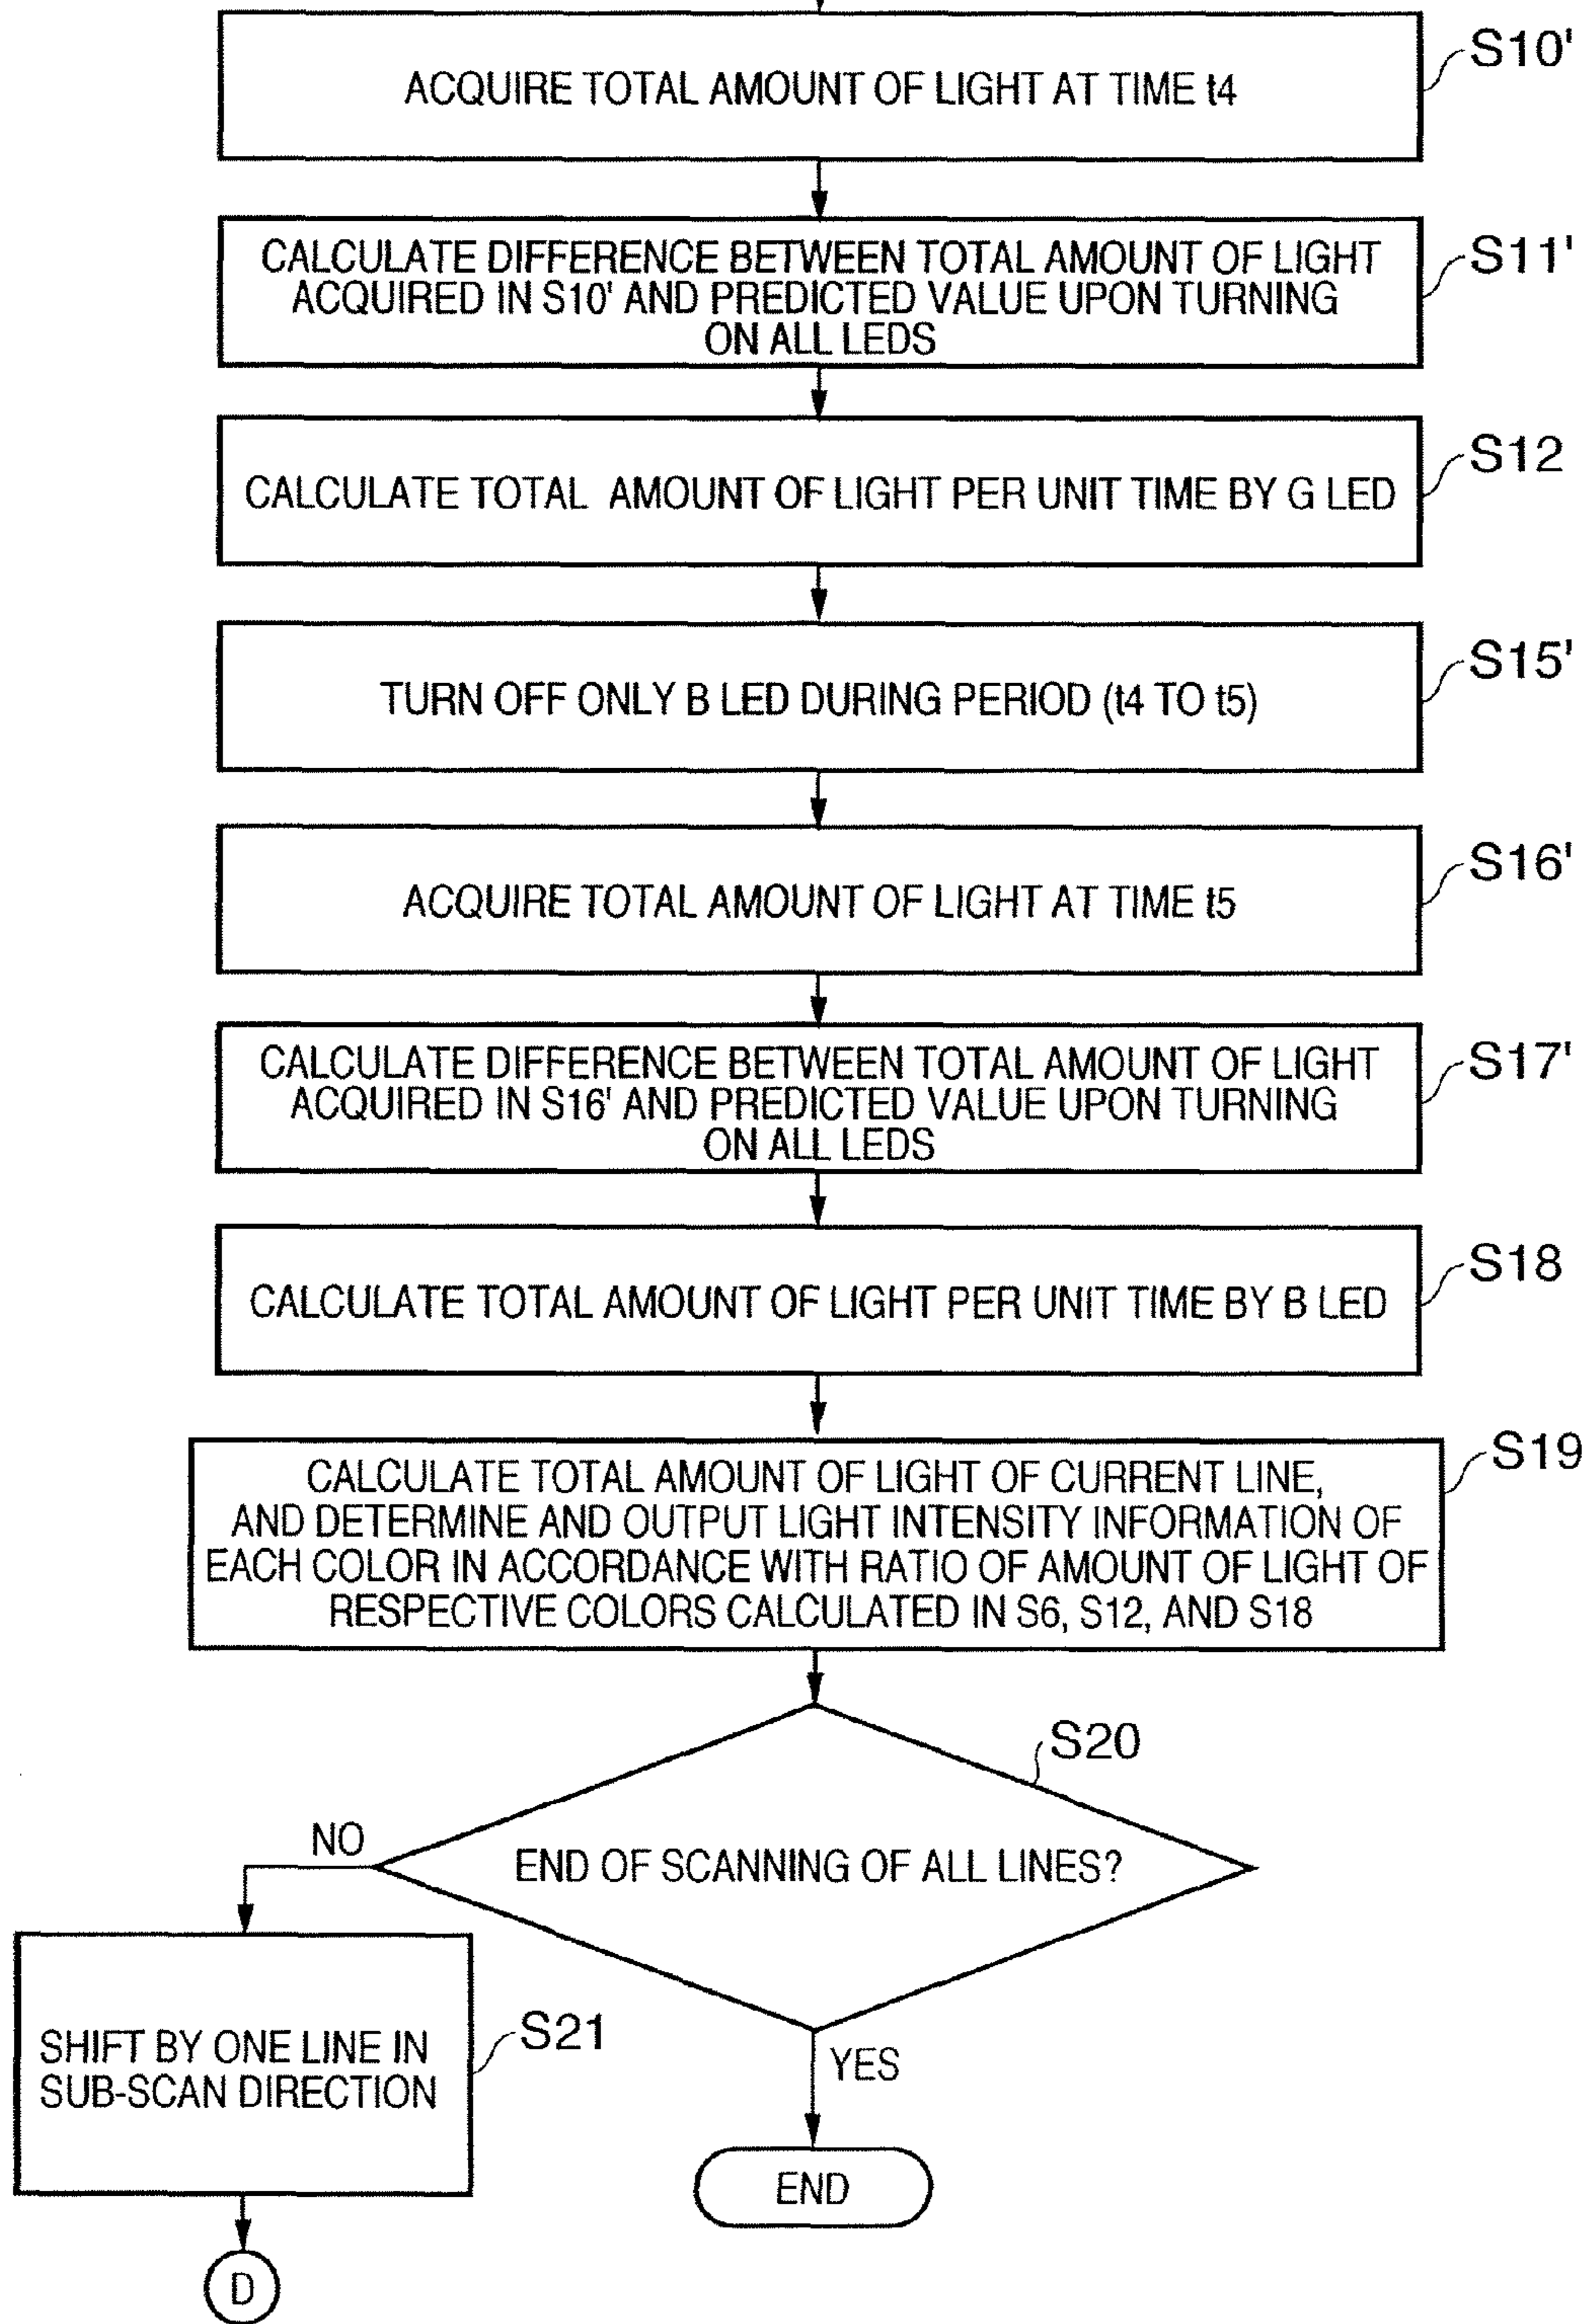 S10'
ACQUIRE TOTAL AMOUNT OF LIGHT AT TIME t4
S11'
CALCULATE DIFFERENCE BETWEEN TOTAL AMOUNT OF LIGHT
ACQUIRED IN S10' AND PREDICTED VALUE UPON TURNING
ON ALL LEDS
S12
CALCULATE TOTAL AMOUNT OF LIGHT PER UNIT TIME BY G LED
S15'
TURN OFF ONLY B LED DURING PERIOD (t4 TO t5)
S16'
ACQUIRE TOTAL AMOUNT OF LIGHT AT TIME t5
S17'
CALCULATE DIFFERENCE BETWEEN TOTAL AMOUNT OF LIGHT
ACQUIRED IN S16' AND PREDICTED VALUE UPON TURNING
ON ALL LEDS
S18
CALCULATE TOTAL AMOUNT OF LIGHT PER UNIT TIME BY B LED
S19
CALCULATE TOTAL AMOUNT OF LIGHT OF CURRENT LINE,
AND DETERMINE AND OUTPUT LIGHT INTENSITY INFORMATION OF
EACH COLOR IN ACCORDANCE WITH RATIO OF AMOUNT OF LIGHT OF
RESPECTIVE COLORS CALCULATED IN S6, S12, AND S18
S20
NO
END OF SCANNING OF ALL LINES?
S21
SHIFT BY ONE LINE IN
SUB-SCAN DIRECTION
YES
END
D